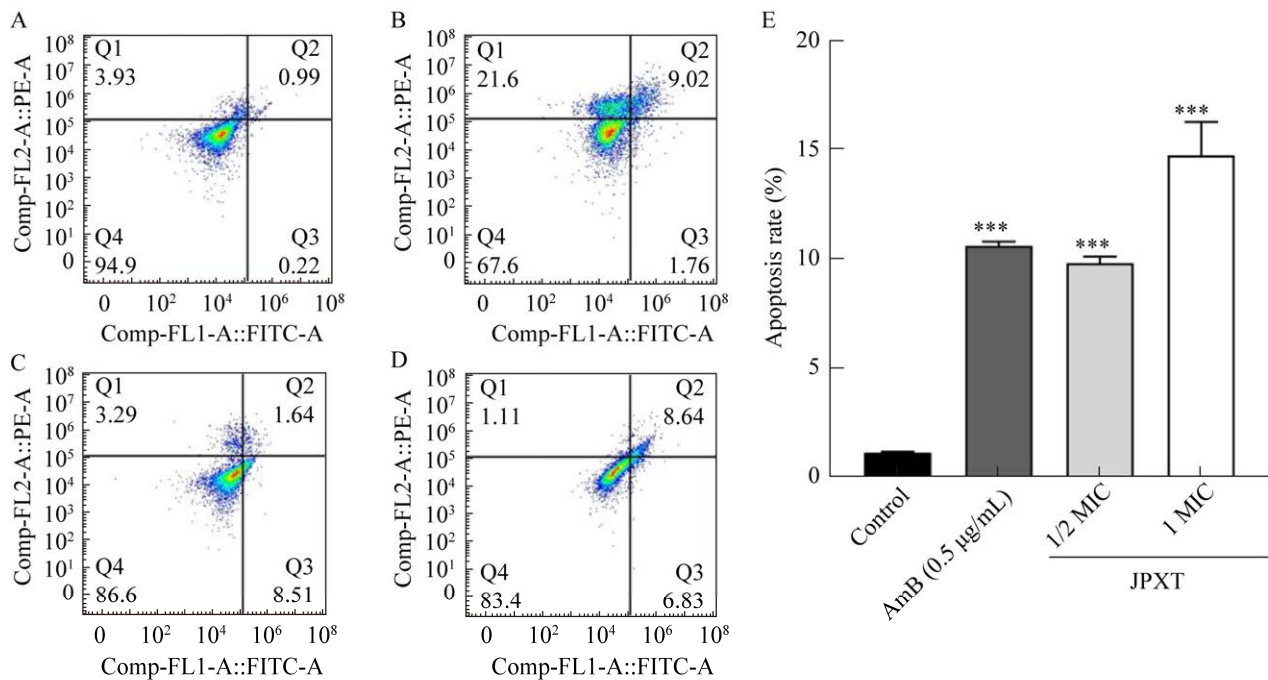 A
Comp-FL2-A::PE-A
10⁸
10⁷
10⁶
10⁵
10⁴
10³
10²
10¹
0
Q1
3.93
Q2
0.99
Q4
94.9
Q3
0.22
0 10² 10⁴ 10⁶ 10⁸
Comp-FL1-A::FITC-A
B
Comp-FL2-A::PE-A
10⁸
10⁷
10⁶
10⁵
10⁴
10³
10²
10¹
0
Q1
21.6
Q2
9.02
Q4
67.6
Q3
1.76
0 10² 10⁴ 10⁶ 10⁸
Comp-FL1-A::FITC-A
C
Comp-FL2-A::PE-A
10⁸
10⁷
10⁶
10⁵
10⁴
10³
10²
10¹
0
Q1
3.29
Q2
1.64
Q4
86.6
Q3
8.51
0 10² 10⁴ 10⁶ 10⁸
Comp-FL1-A::FITC-A
D
Comp-FL2-A::PE-A
10⁸
10⁷
10⁶
10⁵
10⁴
10³
10²
10¹
0
Q1
1.11
Q2
8.64
Q4
83.4
Q3
6.83
0 10² 10⁴ 10⁶ 10⁸
Comp-FL1-A::FITC-A
E
Apoptosis rate (%)
20
15
10
5
0
***
***
***
Control
AmB (0.5 μg/mL)
1/2 MIC
1 MIC
JPXT